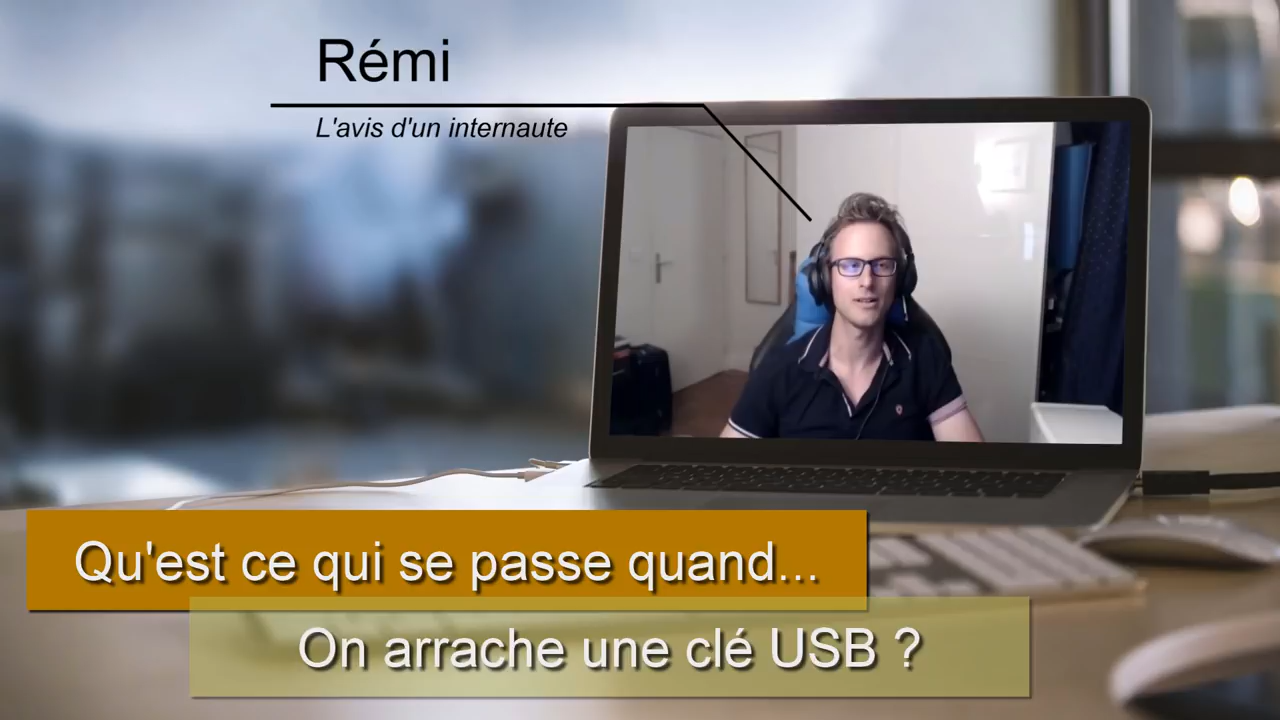 Rémi
L'avis d'un internaute
Qu'est ce qui se passe quand...
On arrache une clé USB ?